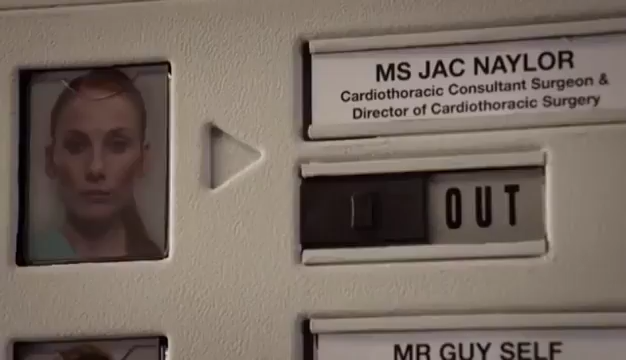 MS JAC NAYLOR
Cardiothoracic Consultant Surgeon &
Director of Cardiothoracic Surgery
OUT
MR GUY SELF